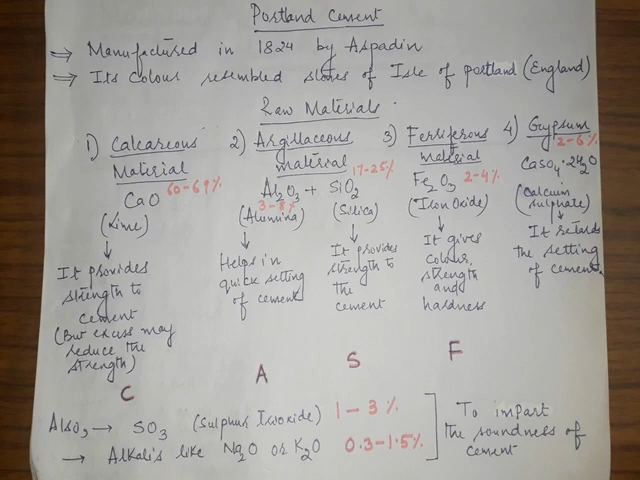 Portland Cement
⇒ Manufactured in 1824 by Aspadin
⇒ Its Colour resembled stones of Isle of portland (England)
Raw Materials
1) Calcareous Material
CaO 60-69%
(Lime)
↓
It provides
strength to
cement
(But excess may
reduce the
strength)
2) Argillaceous material
Al2O3 + SiO2 17-25%
3-8%
(Alumina)
↓
Helps in
quick setting
of cement
(Silica)
↓
It provides
strength to
the
cement
3) Ferriferous
material
Fe2O3 2-4%
(Iron Oxide)
↓
It gives
colour,
strength
and
hardness
4) Gypsum
2-6%
CaSO4·2H2O
(Calcium
sulphate)
↓
It retards
the setting
of cement
C A S F
Also, → SO3 (Sulphur Trioxide) 1-3%
→ Alkali's like Na2O or K2O 0.3-1.5%
To impart
the soundness of
cement